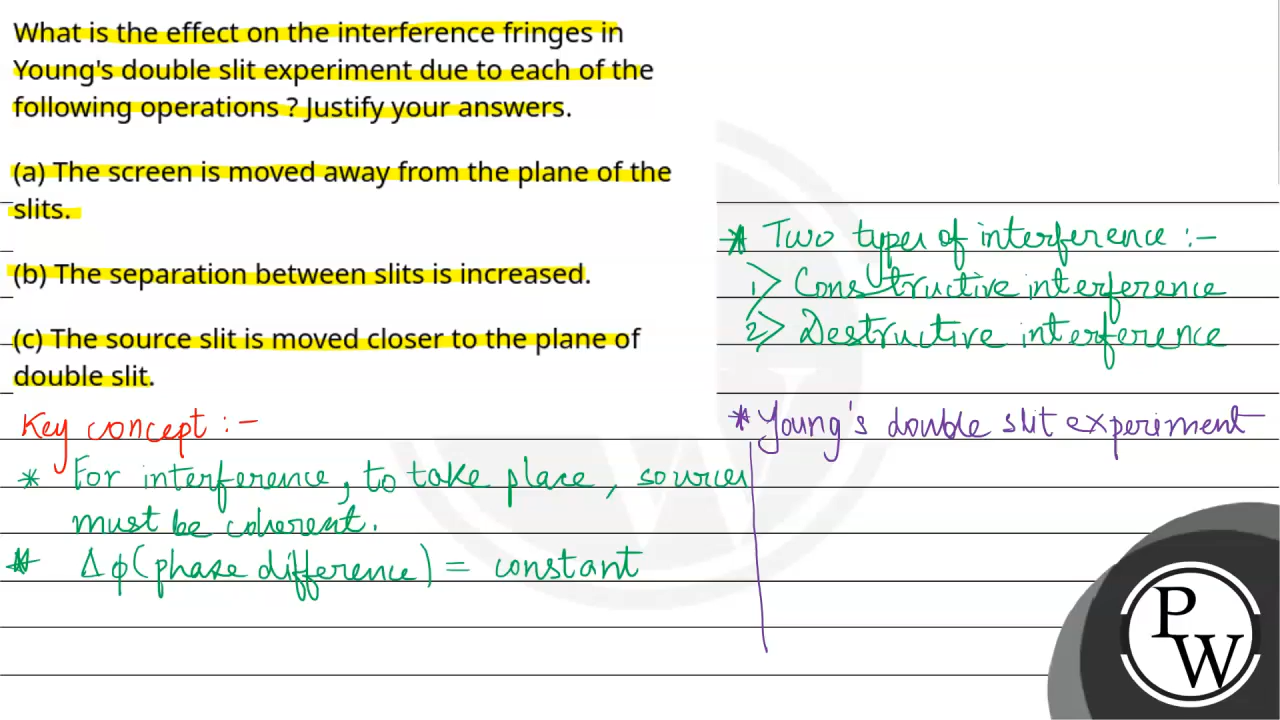 What is the effect on the interference fringes in
Young's double slit experiment due to each of the
following operations ? Justify your answers.
(a) The screen is moved away from the plane of the
slits.
(b) The separation between slits is increased.
(c) The source slit is moved closer to the plane of
double slit.
Key concept :-
* For interference, to take place, sources
must be coherent.
* Δϕ (phase difference) = constant
* Two types of interference :-
1> Constructive interference
2> Destructive interference
* Young's double slit experiment
P
W